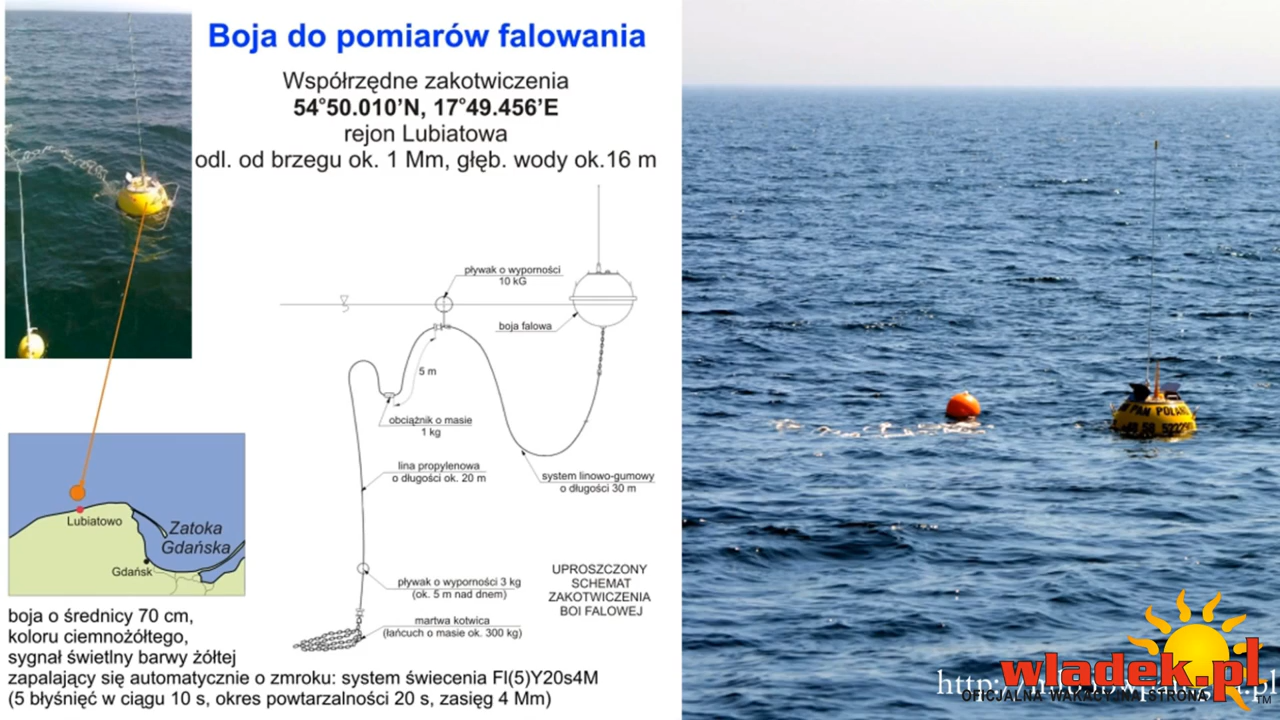 Boja do pomiarów falowania
Współrzędne zakotwiczenia
54°50.010’N, 17°49.456’E
rejon Lubiatowa
odl. od brzegu ok. 1 Mm, głęb. wody ok.16 m
pływak o wyporności
10 kG
boja falowa
5 m
obciążnik o masie
1 kg
lina propylenowa
o długości ok. 20 m
system linowo-gumowy
o długości 30 m
pływak o wyporności 3 kg
(ok. 5 m nad dnem)
martwa kotwica
(łańcuch o masie ok. 300 kg)
UPROSZCZONY
SCHEMAT
ZAKOTWICZENIA
BOI FALOWEJ
Lubiatowo
Zatoka
Gdańska
Gdańsk
boja o średnicy 70 cm,
koloru ciemnożółtego,
sygnał świetlny barwy żółtej
zapalający się automatycznie o zmroku: system świecenia Fl(5)Y20s4M
(5 błyśnięć w ciągu 10 s, okres powtarzalności 20 s, zasięg 4 Mm)
PAN POLAND
58
wladek.pl
OFICJALNA WAKACYJNA STRONA
TM